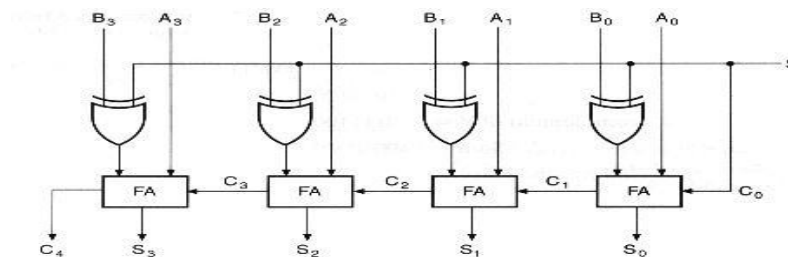 B₃ A₃ B₂ A₂ B₁ A₁ B₀ A₀
FA C₃ FA C₂ FA C₁ FA C₀
C₄ S₃ S₂ S₁ S₀